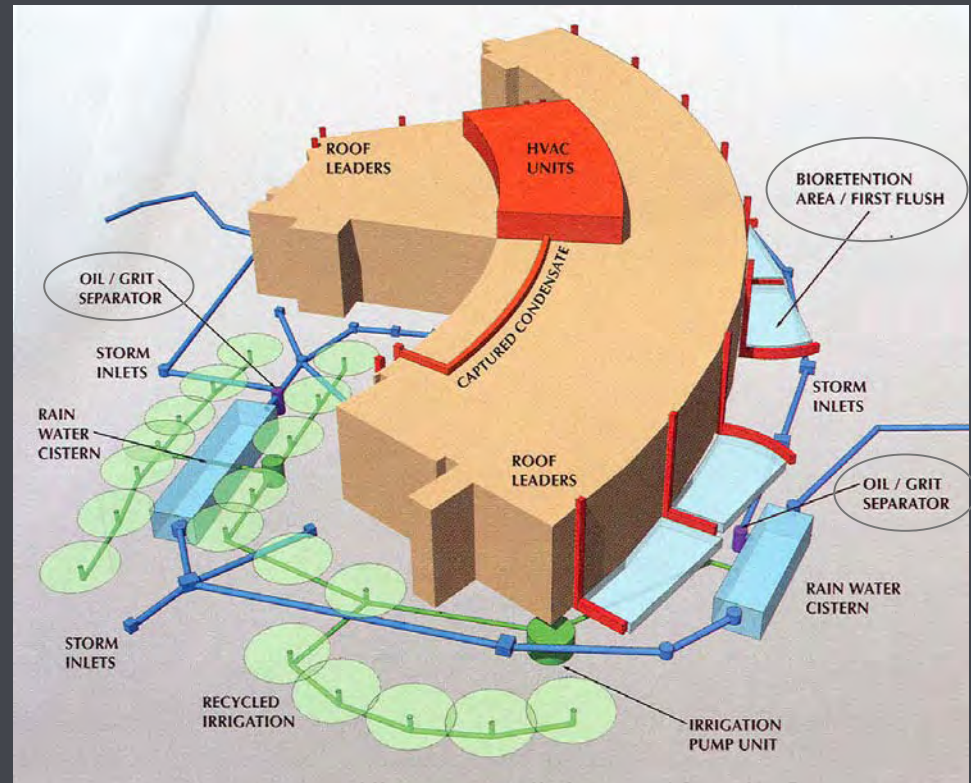 ROOF
LEADERS
HVAC
UNITS
BIORETENTION
AREA / FIRST FLUSH
OIL / GRIT
SEPARATOR
CAPTURED CONDENSATE
STORM
INLETS
STORM
INLETS
RAIN
WATER
CISTERN
ROOF
LEADERS
OIL / GRIT
SEPARATOR
RAIN WATER
CISTERN
STORM
INLETS
RECYCLED
IRRIGATION
IRRIGATION
PUMP UNIT